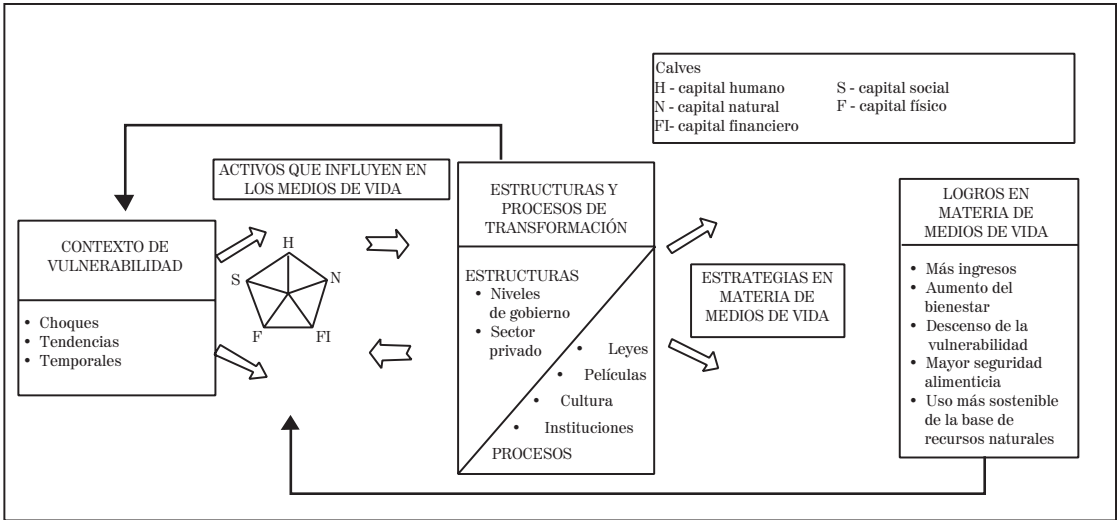 Calves
H - capital humano
S - capital social
N - capital natural
F - capital físico
FI- capital financiero
ACTIVOS QUE INFLUYEN EN
LOS MEDIOS DE VIDA
CONTEXTO DE
VULNERABILIDAD
• Choques
• Tendencias
• Temporales
H
S
N
F
FI
ESTRUCTURAS Y
PROCESOS DE
TRANSFORMACIÓN
ESTRUCTURAS
• Niveles
de gobierno
• Sector
privado
• Leyes
• Películas
• Cultura
• Instituciones
PROCESOS
ESTRATEGIAS EN
MATERIA DE
MEDIOS DE VIDA
LOGROS EN
MATERIA DE
MEDIOS DE VIDA
• Más ingresos
• Aumento del
bienestar
• Descenso de la
vulnerabilidad
• Mayor seguridad
alimenticia
• Uso más sostenible
de la base de
recursos naturales